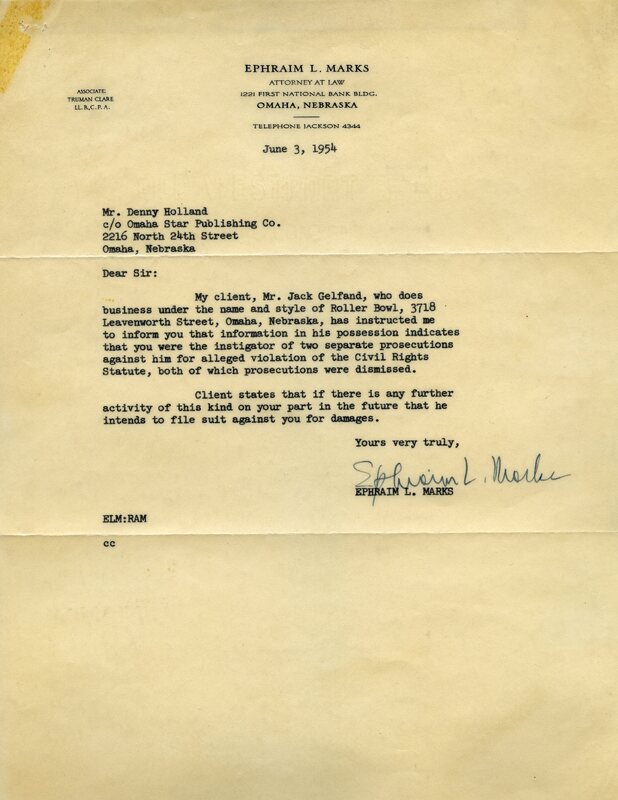 EPHRAIM L. MARKS
ATTORNEY AT LAW
1221 FIRST NATIONAL BANK BLDG.
OMAHA, NEBRASKA
TELEPHONE JACKSON 4344
ASSOCIATE:
TRUMAN CLARE
LL. B., C. P. A.
June 3, 1954
Mr. Denny Holland
c/o Omaha Star Publishing Co.
2216 North 24th Street
Omaha, Nebraska
Dear Sir:
My client, Mr. Jack Gelfand, who does
business under the name and style of Roller Bowl, 3718
Leavenworth Street, Omaha, Nebraska, has instructed me
to inform you that information in his possession indicates
that you were the instigator of two separate prosecutions
against him for alleged violation of the Civil Rights
Statute, both of which prosecutions were dismissed.
Client states that if there is any further
activity of this kind on your part in the future that he
intends to file suit against you for damages.
Yours very truly,
Ephraim L. Marks
EPHRAIM L. MARKS
ELM:RAM
cc